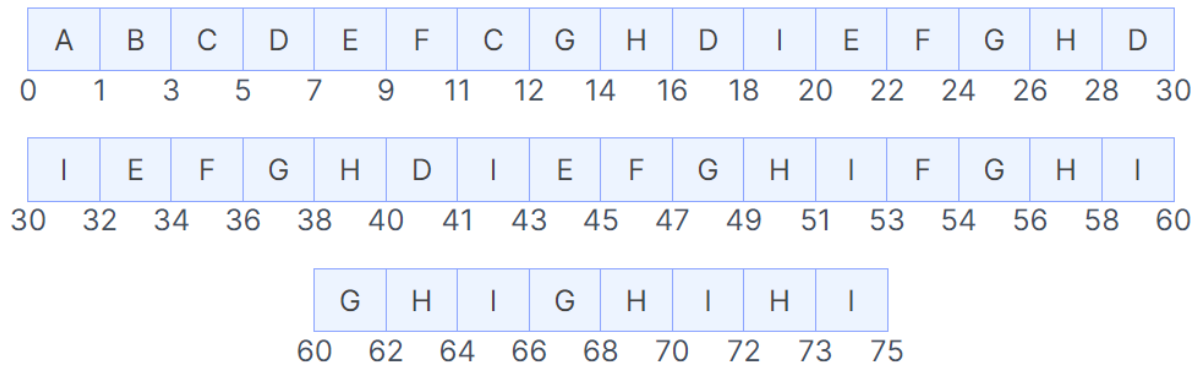 A B C D E F C G H D I E F G H D
0 1 3 5 7 9 11 12 14 16 18 20 22 24 26 28 30
I E F G H D I E F G H I F G H I
30 32 34 36 38 40 41 43 45 47 49 51 53 54 56 58 60
G H I G H I H I
60 62 64 66 68 70 72 73 75